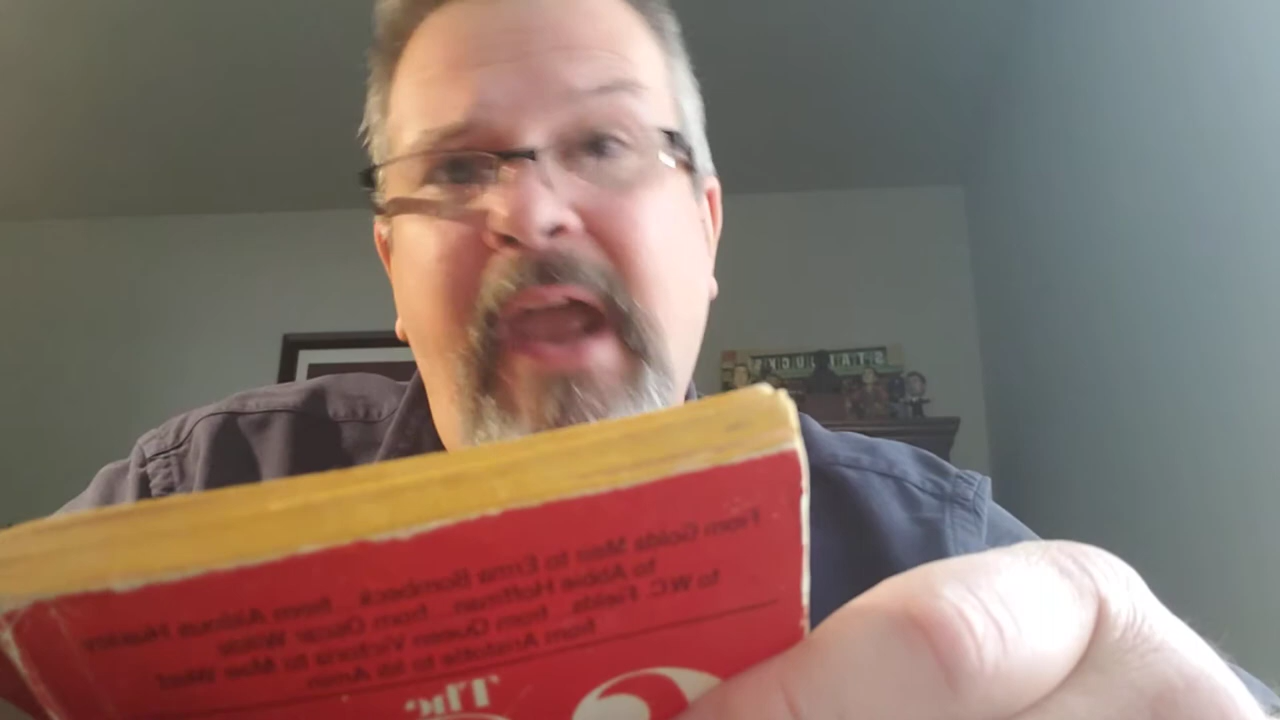 From Golda Meir to Erma Bombeck...from Aldous Huxley
to Abbie Hoffman...from Oscar Wilde
to W.C. Fields...from Queen Victoria to Mae West
from Aristotle to Idi Amin
The